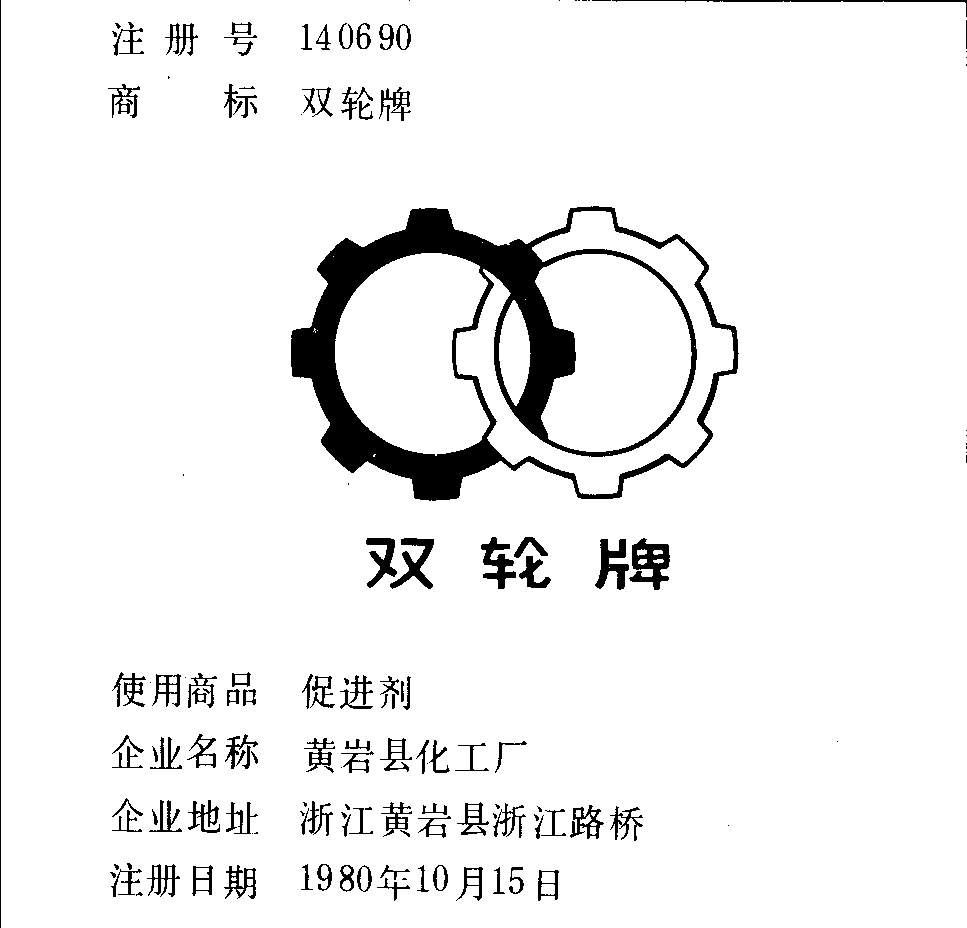 注册号 140690
商标 双轮牌
双轮牌
使用商品 促进剂
企业名称 黄岩县化工厂
企业地址 浙江黄岩县浙江路桥
注册日期 1980年10月15日